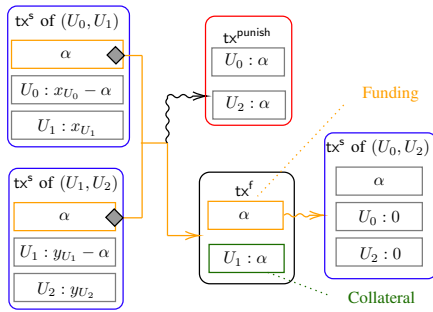 tx^s of (U_0, U_1)
α
U_0 : x_{U_0} − α
U_1 : x_{U_1}
tx^s of (U_1, U_2)
α
U_1 : y_{U_1} − α
U_2 : y_{U_2}
tx^punish
U_0 : α
U_2 : α
Funding
tx^f
α
U_1 : α
Collateral
tx^s of (U_0, U_2)
α
U_0 : 0
U_2 : 0